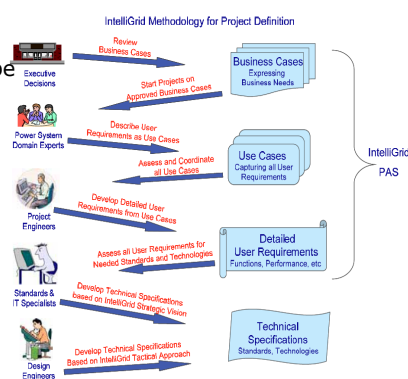 IntelliGrid Methodology for Project Definition
Review
Business Cases
Executive
Decisions
Business Cases
Expressing
Business Needs
Start Projects on
Approved Business Cases
Power System
Domain Experts
Describe User
Requirements as Use Cases
Use Cases
Capturing all User
Requirements
Assess and Coordinate
all Use Cases
IntelliGrid
PAS
Project
Engineers
Develop Detailed User
Requirements from Use Cases
Detailed
User Requirements
Functions, Performance, etc
Assess all User Requirements for
Needed Standards and Technologies
Standards &
IT Specialists
Develop Technical Specifications
based on IntelliGrid Strategic Vision
Technical
Specifications
Standards, Technologies
Design
Engineers
Develop Technical Specifications
Based on IntelliGrid Tactical Approach